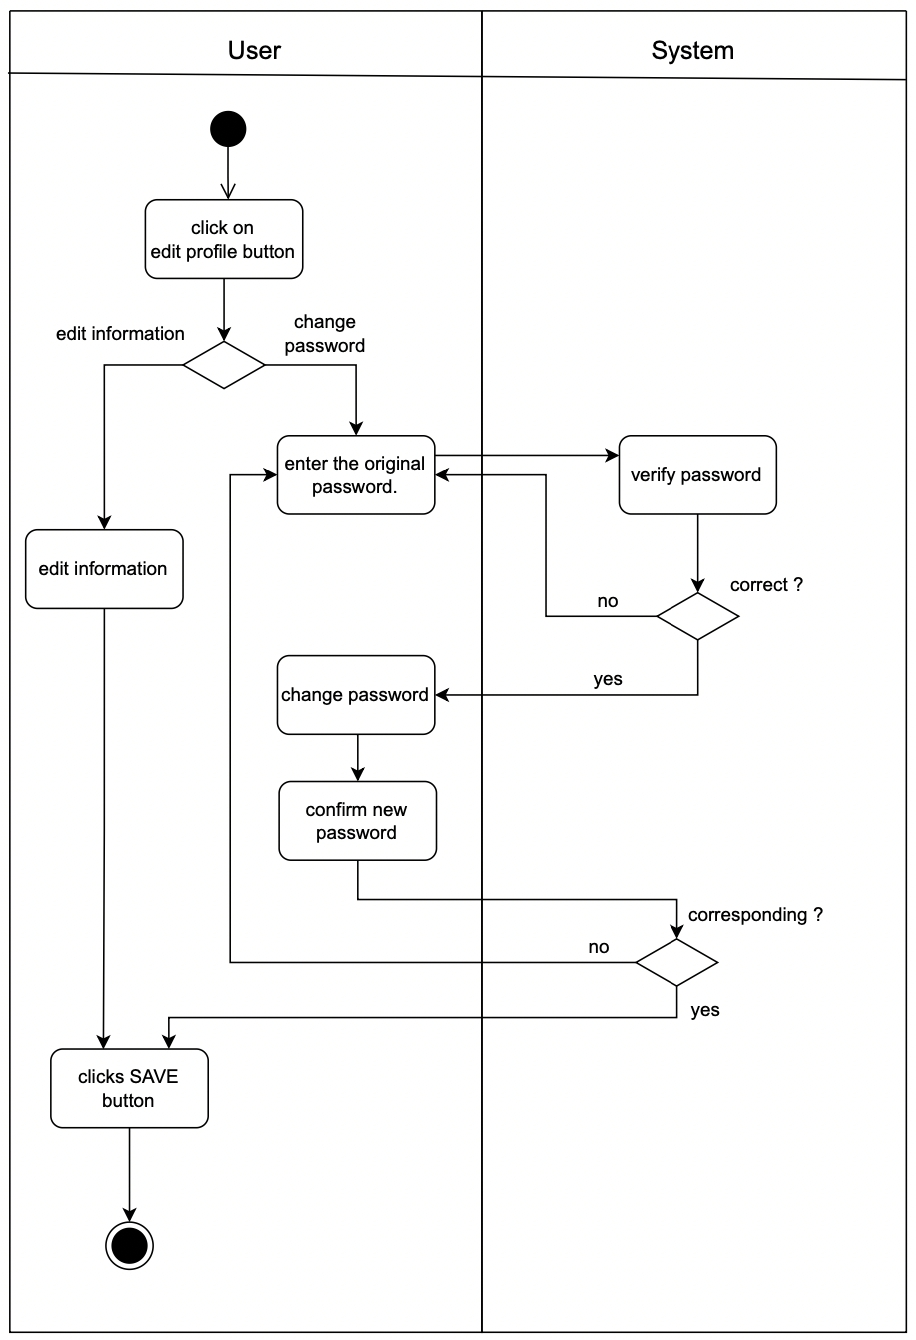 User
System
click on
edit profile button
edit information
change
password
enter the original
password.
verify password
edit information
correct ?
no
yes
change password
confirm new
password
corresponding ?
no
yes
clicks SAVE
button